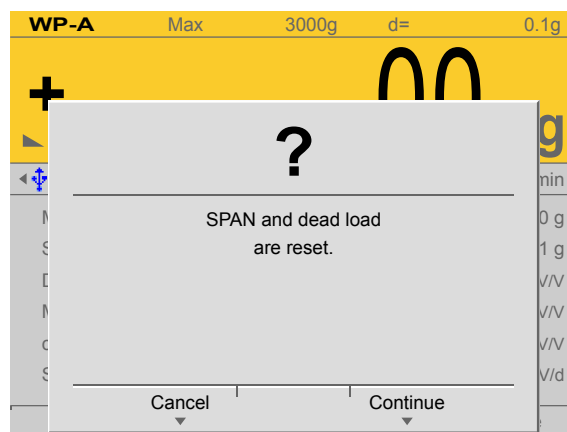 WP-A Max 3000g d= 0.1g
+ 00
g
?
min
SPAN and dead load
are reset.
0 g
1 g
V/V
V/V
V/V
V/d
Cancel Continue